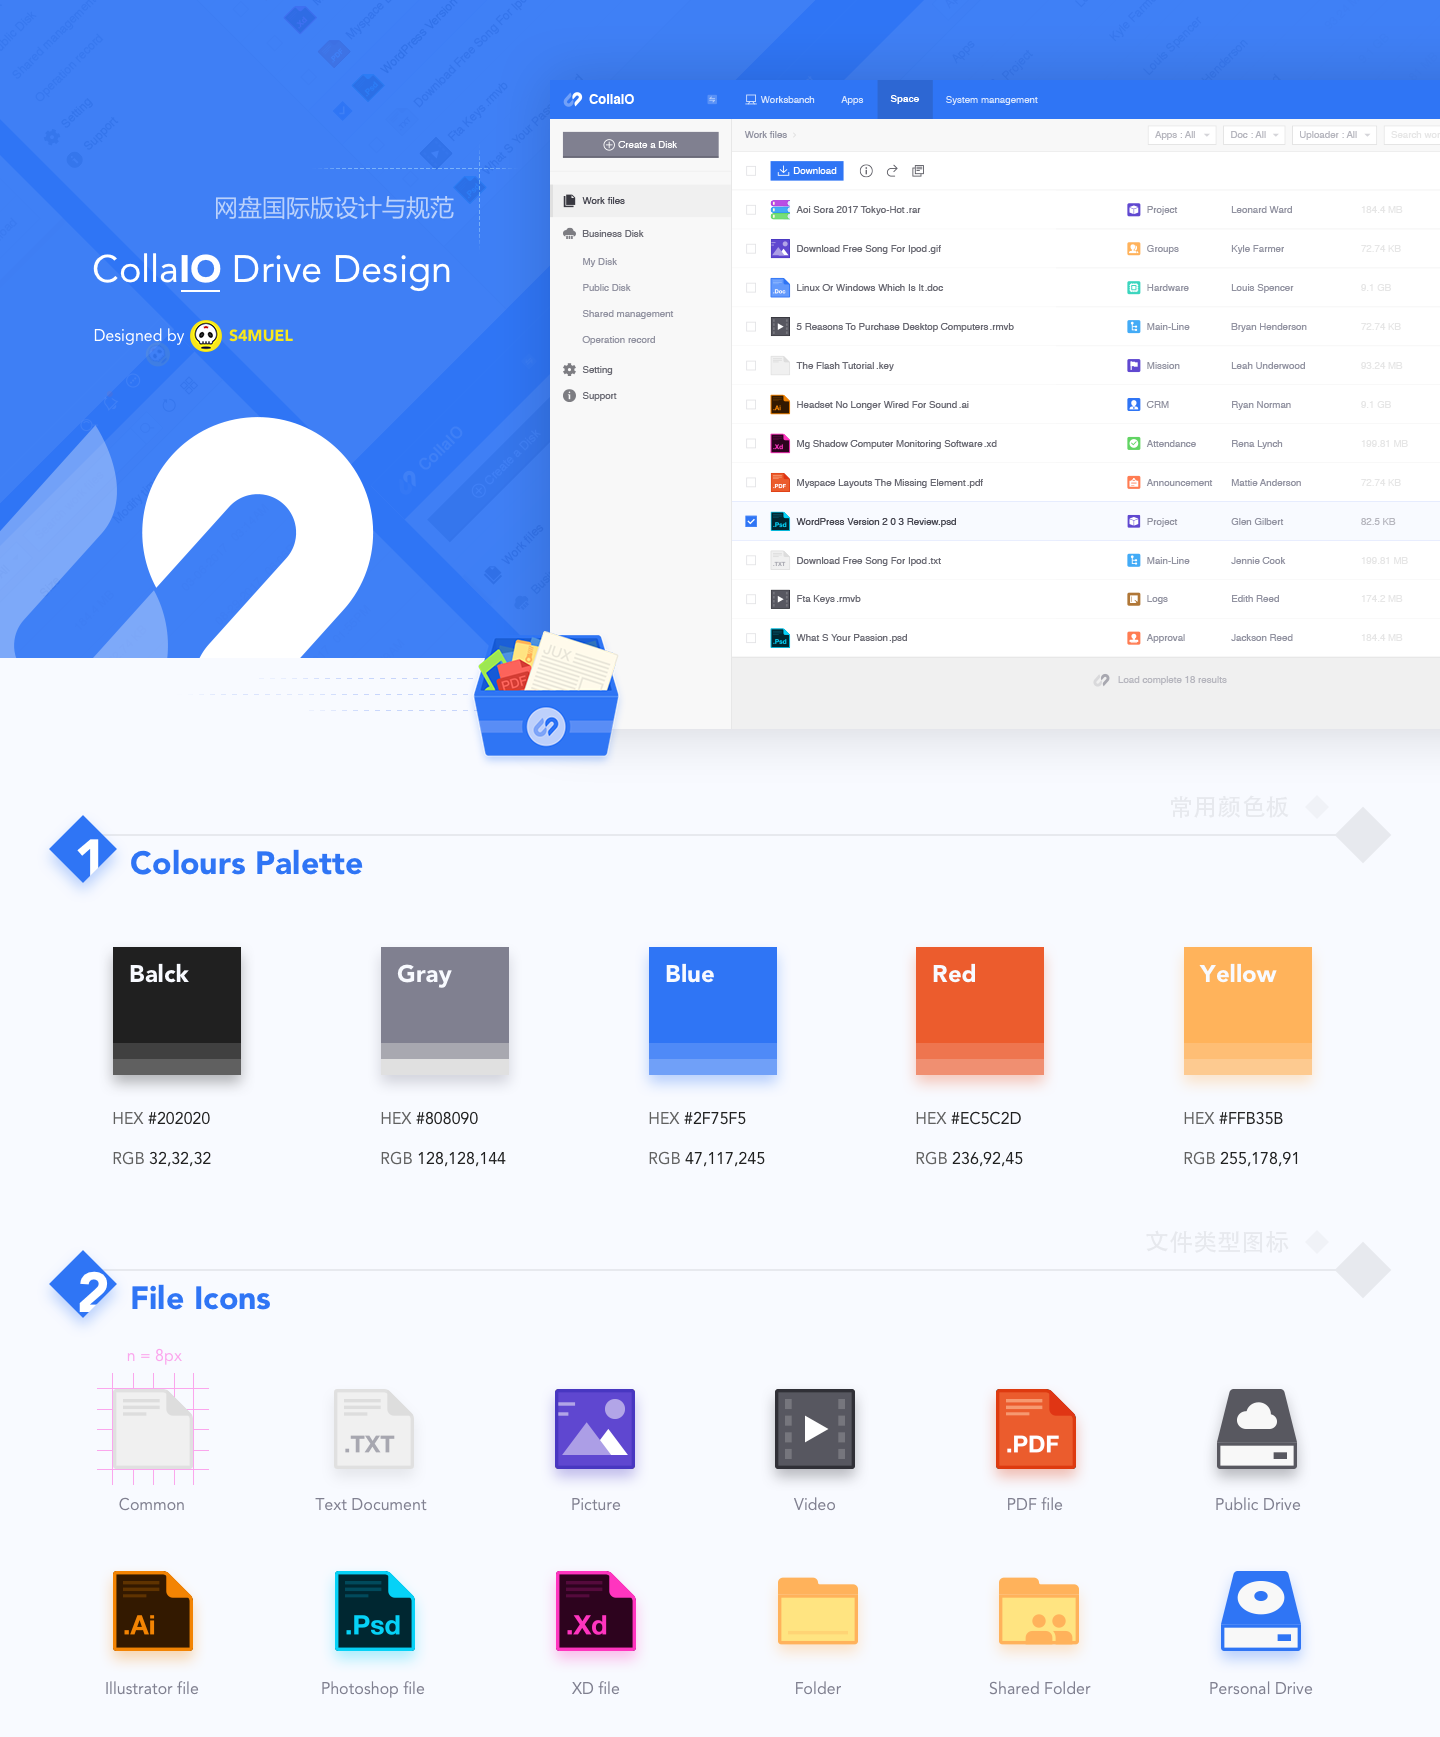 网盘国际版设计与规范
CollaIO Drive Design
Designed by S4MUEL
CollaIO
Worksbanch
Apps
Space
System management
Create a Disk
Work files
Business Disk
My Disk
Public Disk
Shared management
Operation record
Setting
Support
Work files
Apps : All
Doc : All
Uploader : All
Download
Aoi Sora 2017 Tokyo-Hot.rar Project Leonard Ward 184.4 MB
Download Free Song For Ipod.gif Groups Kyle Farmer 72.74 KB
Linux Or Windows Which Is It.doc Hardware Louis Spencer 9.1 GB
5 Reasons To Purchase Desktop Computers.rmvb Main-Line Bryan Henderson 72.74 KB
The Flash Tutorial.key Mission Leah Underwood 93.24 MB
Headset No Longer Wired For Sound.ai CRM Ryan Norman 9.1 GB
Mg Shadow Computer Monitoring Software.xd Attendance Rena Lynch 199.81 MB
Myspace Layouts The Missing Element.pdf Announcement Mattie Anderson 72.74 KB
WordPress Version 2 0 3 Review.psd Project Glen Gilbert 82.5 KB
Download Free Song For Ipod.txt Main-Line Jennie Cook 199.81 MB
Fta Keys.rmvb Logs Edith Reed 174.2 MB
What S Your Passion.psd Approval Jackson Reed 184.4 MB
Load complete 18 results
JUX
PDF
常用颜色板
1
Colours Palette
Balck
Gray
Blue
Red
Yellow
HEX #202020
HEX #808090
HEX #2F75F5
HEX #EC5C2D
HEX #FFB35B
RGB 32,32,32
RGB 128,128,144
RGB 47,117,245
RGB 236,92,45
RGB 255,178,91
文件类型图标
2
File Icons
n = 8px
.TXT
.PDF
Common
Text Document
Picture
Video
PDF file
Public Drive
.Ai
.Psd
.Xd
Illustrator file
Photoshop file
XD file
Folder
Shared Folder
Personal Drive